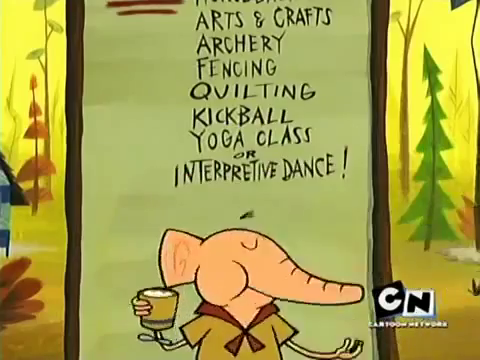 ARTS & CRAFTS
ARCHERY
FENCING
QUILTING
KICKBALL
YOGA CLASS
OR
INTERPRETIVE DANCE!
CN
CARTOON NETWORK